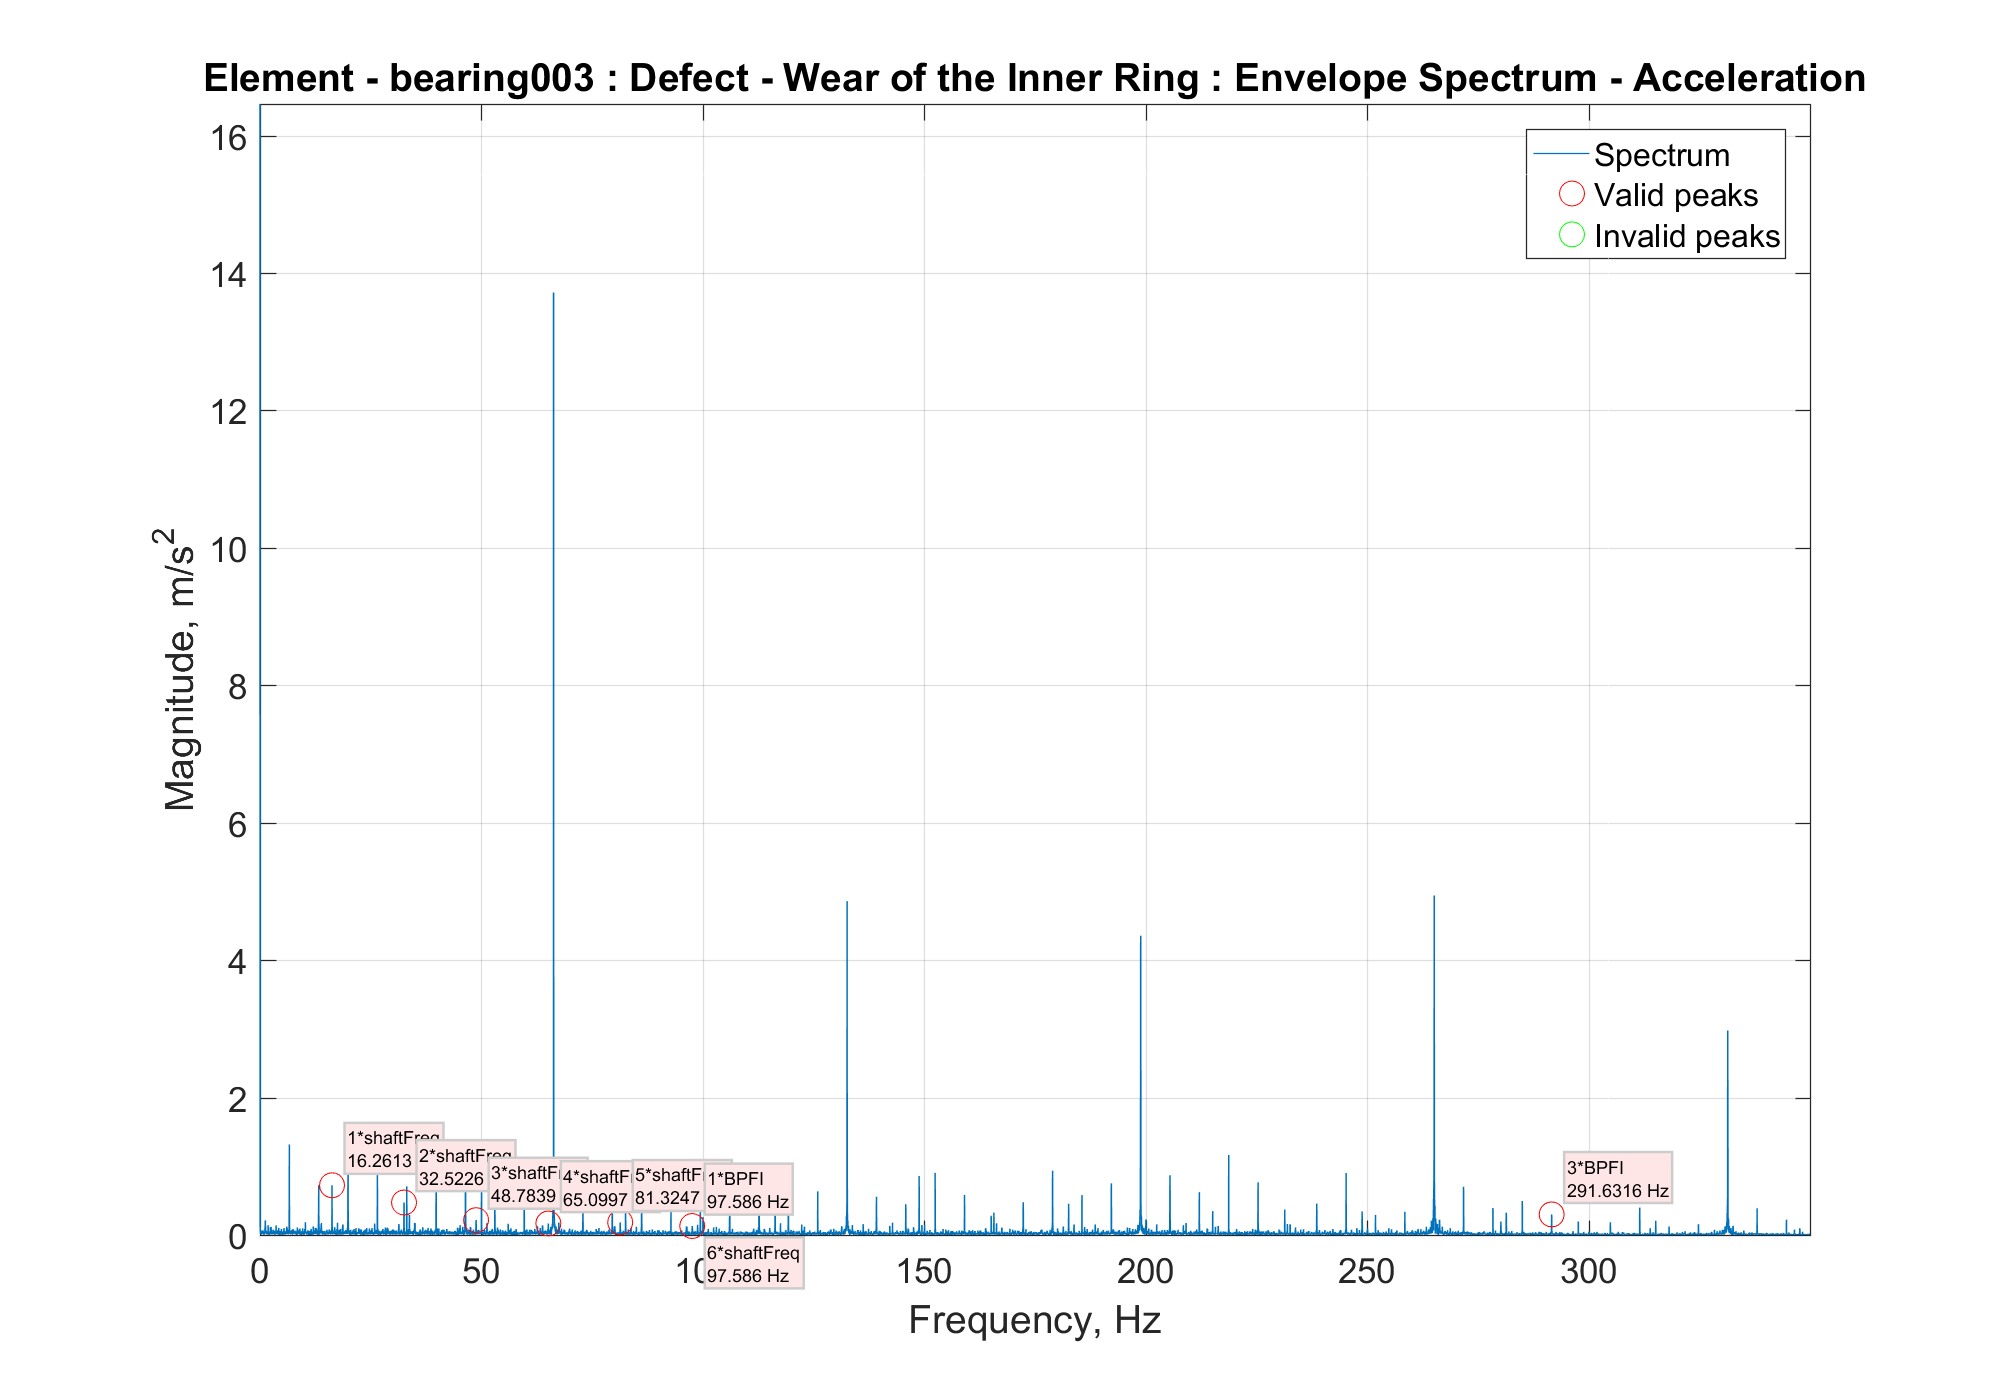 Element - bearing003 : Defect - Wear of the Inner Ring : Envelope Spectrum - Acceleration
Spectrum
Valid peaks
Invalid peaks
Magnitude, m/s2
16
14
12
10
8
6
4
2
0
1*shaftFreq
16.2613
2*shaftFreq
32.5226
3*shaftF
48.7839
4*shaftF
65.0997
5*shaftF
81.3247
1*BPFI
97.586 Hz
6*shaftFreq
97.586 Hz
3*BPFI
291.6316 Hz
0 50 10 150 200 250 300
Frequency, Hz